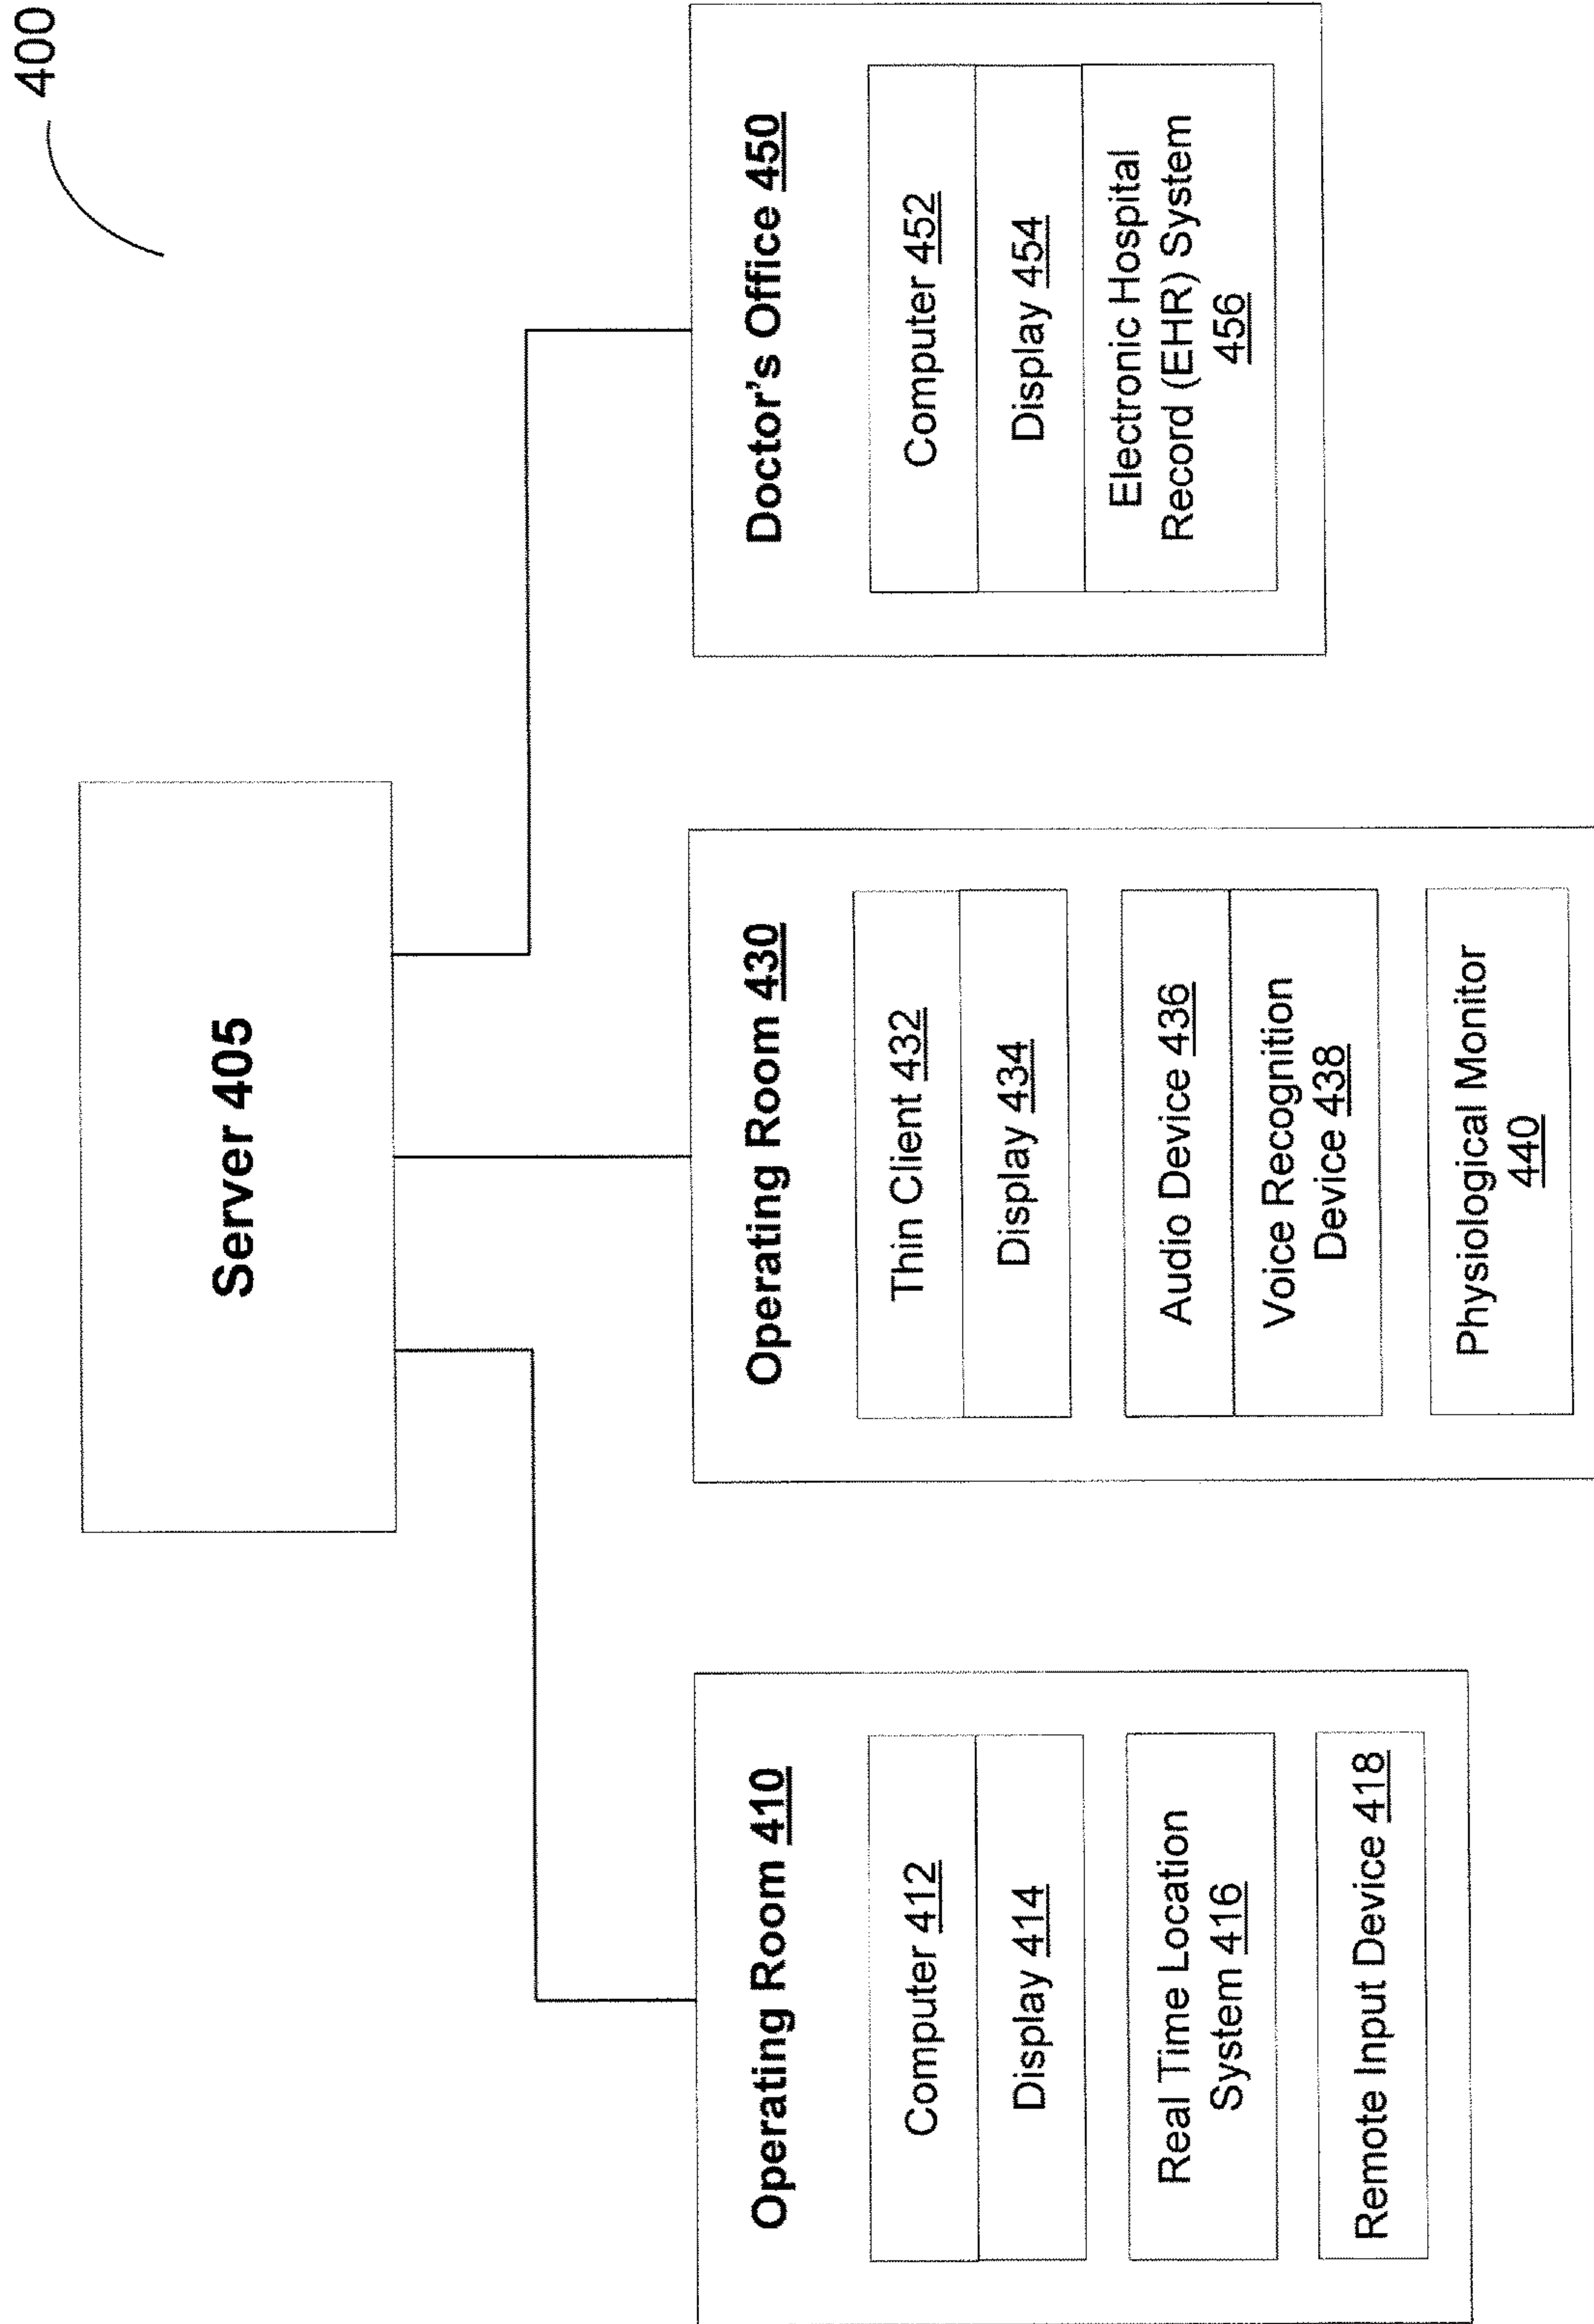 400
Server 405
Operating Room 410
Computer 412
Display 414
Real Time Location
System 416
Remote Input Device 418
Operating Room 430
Thin Client 432
Display 434
Audio Device 436
Voice Recognition
Device 438
Physiological Monitor
440
Doctor's Office 450
Computer 452
Display 454
Electronic Hospital
Record (EHR) System
456